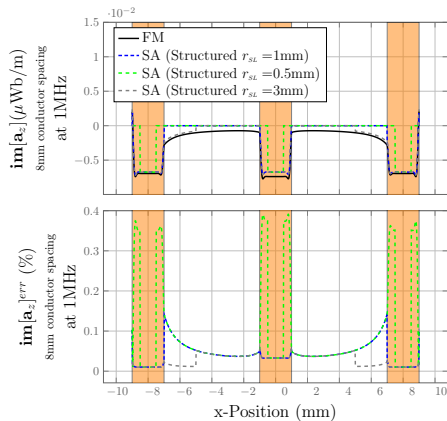 ·10⁻²
1.5
1
0.5
0
−0.5
im[a_z](μWb/m)
8mm conductor spacing
at 1MHz
FM
SA (Structured r_SL =1mm)
SA (Structured r_SL =0.5mm)
SA (Structured r_SL =3mm)
0.4
0.3
0.2
0.1
0
im[a_z]^err (%)
8mm conductor spacing
at 1MHz
−10 −8 −6 −4 −2 0 2 4 6 8 10
x-Position (mm)